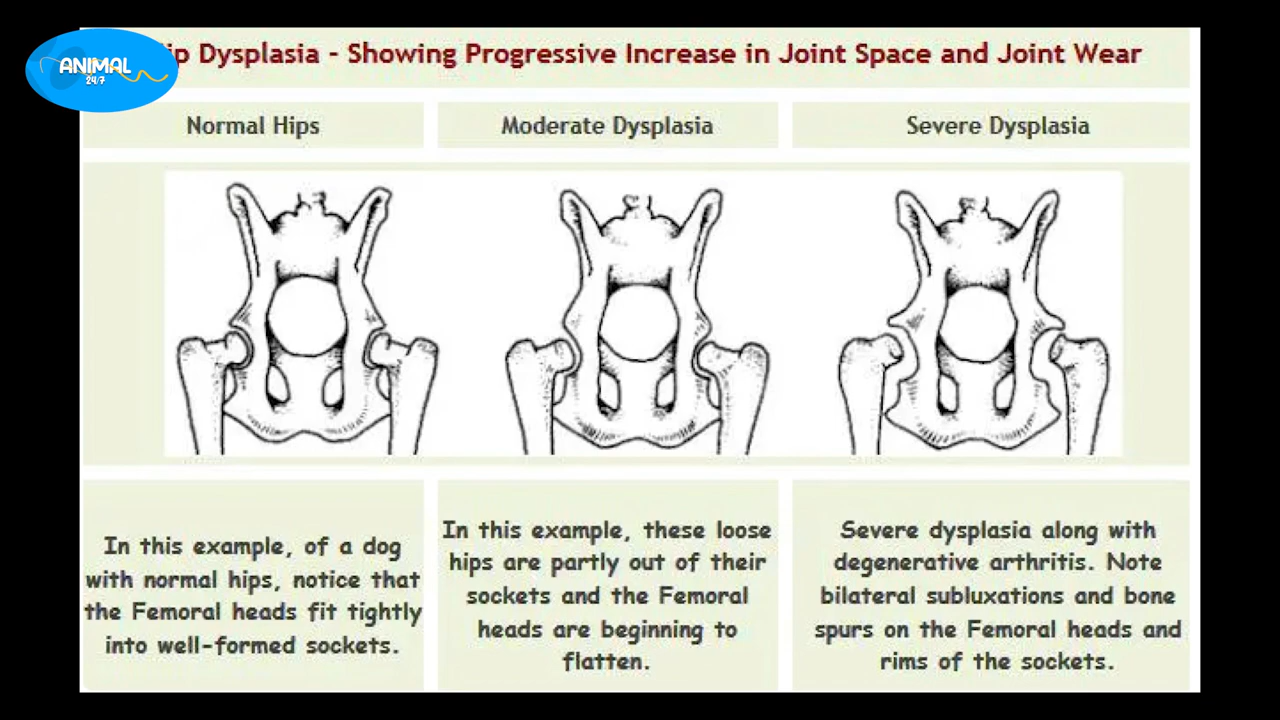 ANIMAL
24/7
ip Dysplasia - Showing Progressive Increase in Joint Space and Joint Wear
Normal Hips
Moderate Dysplasia
Severe Dysplasia
In this example, of a dog
with normal hips, notice that
the Femoral heads fit tightly
into well-formed sockets.
In this example, these loose
hips are partly out of their
sockets and the Femoral
heads are beginning to
flatten.
Severe dysplasia along with
degenerative arthritis. Note
bilateral subluxations and bone
spurs on the Femoral heads and
rims of the sockets.